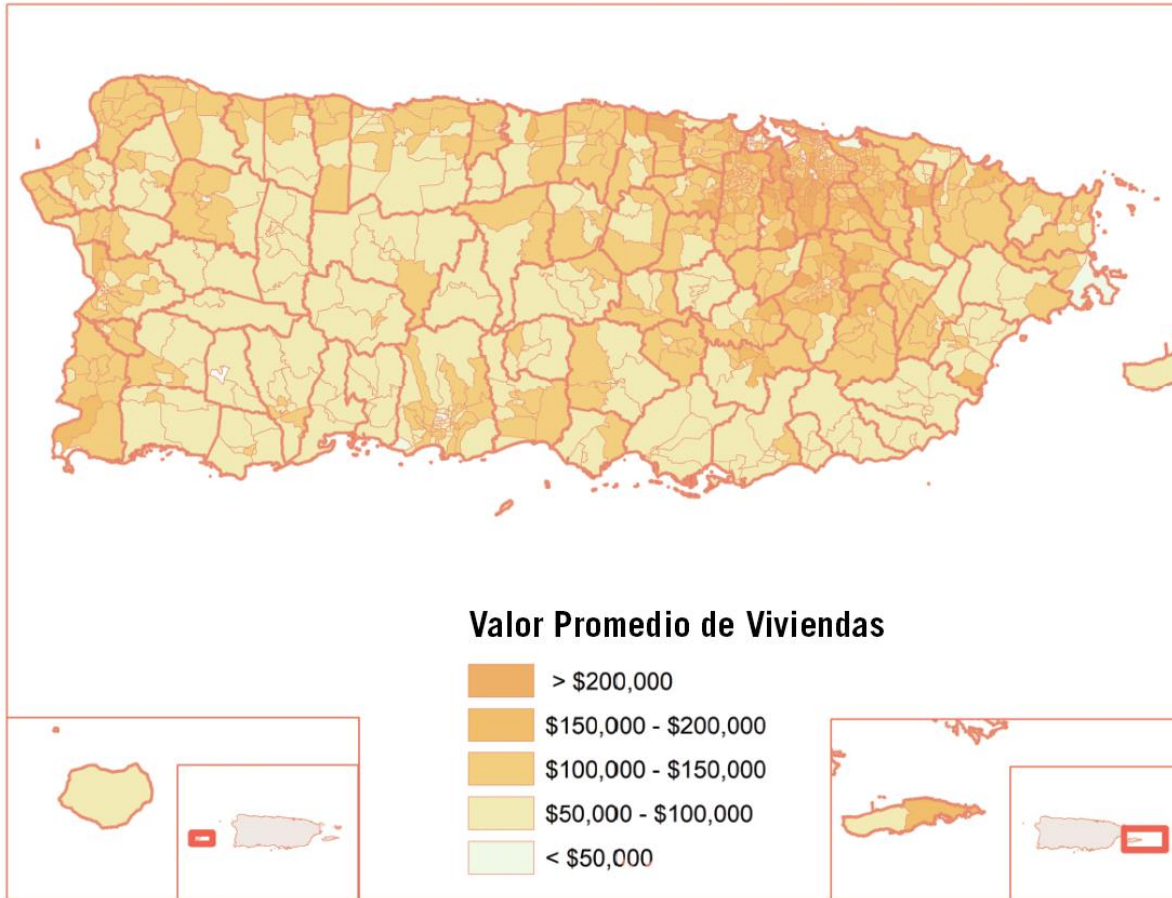 Valor Promedio de Viviendas
> $200,000
$150,000 - $200,000
$100,000 - $150,000
$50,000 - $100,000
< $50,000